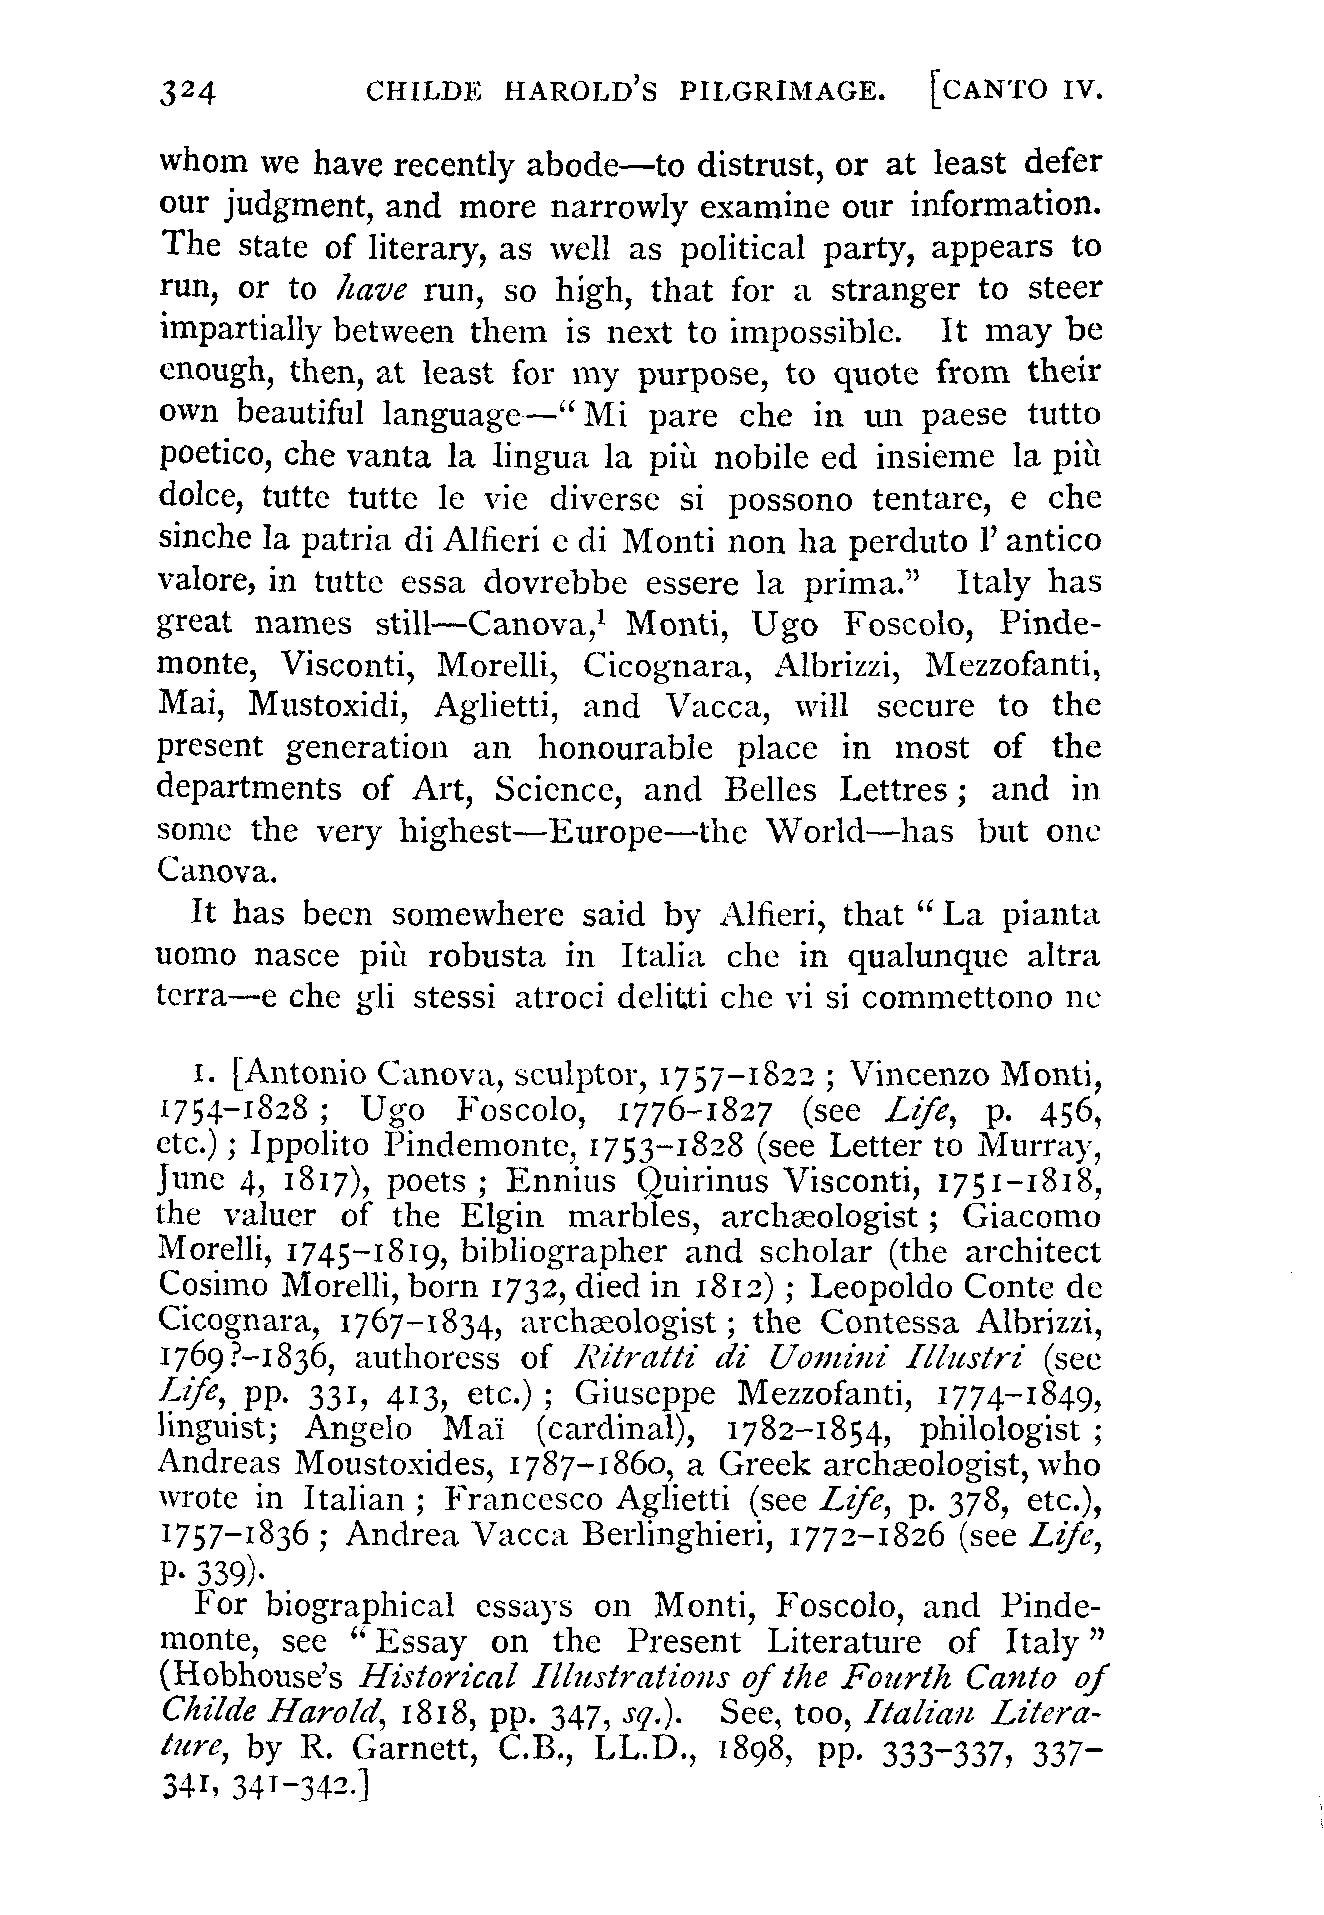 324 CHILDE HAROLD'S PILGRIMAGE. [CANTO IV.
whom we have recently abode—to distrust, or at least defer
our judgment, and more narrowly examine our information.
The state of literary, as well as political party, appears to
run, or to have run, so high, that for a stranger to steer
impartially between them is next to impossible. It may be
enough, then, at least for my purpose, to quote from their
own beautiful language—“Mi pare che in un paese tutto
poetico, che vanta la lingua la più nobile ed insieme la più
dolce, tutte tutte le vie diverse si possono tentare, e che
sinche la patria di Alfieri e di Monti non ha perduto l' antico
valore, in tutte essa dovrebbe essere la prima.” Italy has
great names still—Canova,¹ Monti, Ugo Foscolo, Pinde-
monte, Visconti, Morelli, Cicognara, Albrizzi, Mezzofanti,
Mai, Mustoxidi, Aglietti, and Vacca, will secure to the
present generation an honourable place in most of the
departments of Art, Science, and Belles Lettres; and in
some the very highest—Europe—the World—has but one
Canova.
It has been somewhere said by Alfieri, that “La pianta
uomo nasce più robusta in Italia che in qualunque altra
terra—e che gli stessi atroci delitti che vi si commettono ne
1. [Antonio Canova, sculptor, 1757–1822; Vincenzo Monti,
1754–1828; Ugo Foscolo, 1776–1827 (see Life, p. 456,
etc.); Ippolito Pindemonte, 1753–1828 (see Letter to Murray,
June 4, 1817), poets; Ennius Quirinus Visconti, 1751–1818,
the valuer of the Elgin marbles, archæologist; Giacomo
Morelli, 1745–1819, bibliographer and scholar (the architect
Cosimo Morelli, born 1732, died in 1812); Leopoldo Conte de
Cicognara, 1767–1834, archæologist; the Contessa Albrizzi,
1769?–1836, authoress of Ritratti di Uomini Illustri (see
Life, pp. 331, 413, etc.); Giuseppe Mezzofanti, 1774–1849,
linguist; Angelo Maï (cardinal), 1782–1854, philologist;
Andreas Moustoxides, 1787–1860, a Greek archæologist, who
wrote in Italian; Francesco Aglietti (see Life, p. 378, etc.),
1757–1836; Andrea Vacca Berlinghieri, 1772–1826 (see Life,
p. 339).
For biographical essays on Monti, Foscolo, and Pinde-
monte, see “Essay on the Present Literature of Italy”
(Hobhouse's Historical Illustrations of the Fourth Canto of
Childe Harold, 1818, pp. 347, sq.). See, too, Italian Litera-
ture, by R. Garnett, C.B., LL.D., 1898, pp. 333–337, 337–
341, 341–342.]